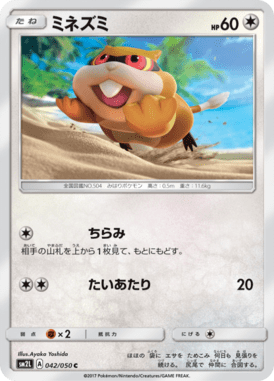 たね ミネズミ HP60
全国図鑑NO.504 みはりポケモン 高さ:0.5m 重さ:11.6kg
ちらみ
相手の山札を上から1枚見て、もとにもどす。
たいあたり 20
弱点 ×2 抵抗力 にげる
Illus.Ayaka Yoshida
ほほの 袋に エサを ためこみ 何日も 見張りを
続ける。 尻尾で 仲間に 合図する。
SM2L A 042/050 C
©2017 Pokémon/Nintendo/Creatures/GAME FREAK.